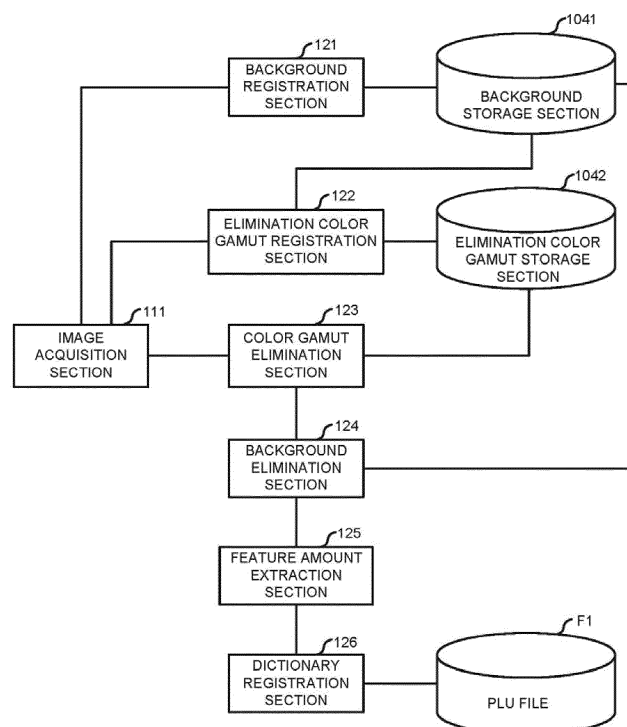 121
1041
BACKGROUND
REGISTRATION
SECTION
BACKGROUND
STORAGE SECTION
122
1042
ELIMINATION COLOR
GAMUT REGISTRATION
SECTION
ELIMINATION COLOR
GAMUT STORAGE
SECTION
111
123
IMAGE
ACQUISITION
SECTION
COLOR GAMUT
ELIMINATION
SECTION
124
BACKGROUND
ELIMINATION
SECTION
125
FEATURE AMOUNT
EXTRACTION
SECTION
126
F1
DICTIONARY
REGISTRATION
SECTION
PLU FILE